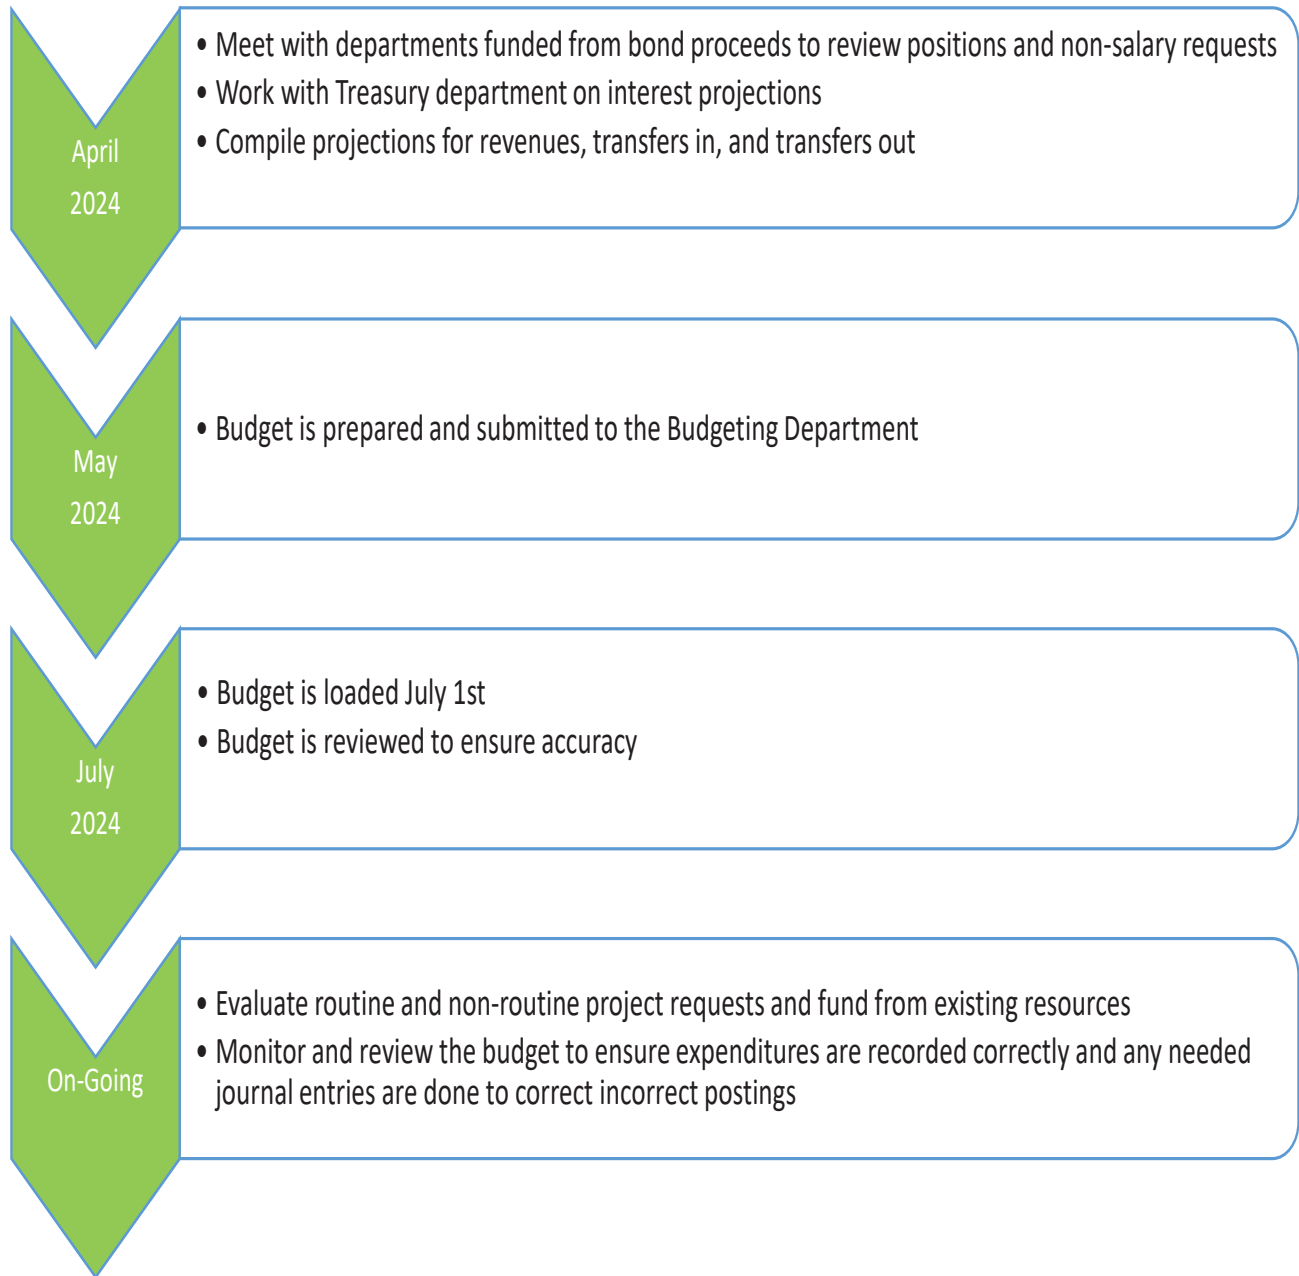 April
2024
• Meet with departments funded from bond proceeds to review positions and non-salary requests
• Work with Treasury department on interest projections
• Compile projections for revenues, transfers in, and transfers out
May
2024
• Budget is prepared and submitted to the Budgeting Department
July
2024
• Budget is loaded July 1st
• Budget is reviewed to ensure accuracy
On-Going
• Evaluate routine and non-routine project requests and fund from existing resources
• Monitor and review the budget to ensure expenditures are recorded correctly and any needed
journal entries are done to correct incorrect postings